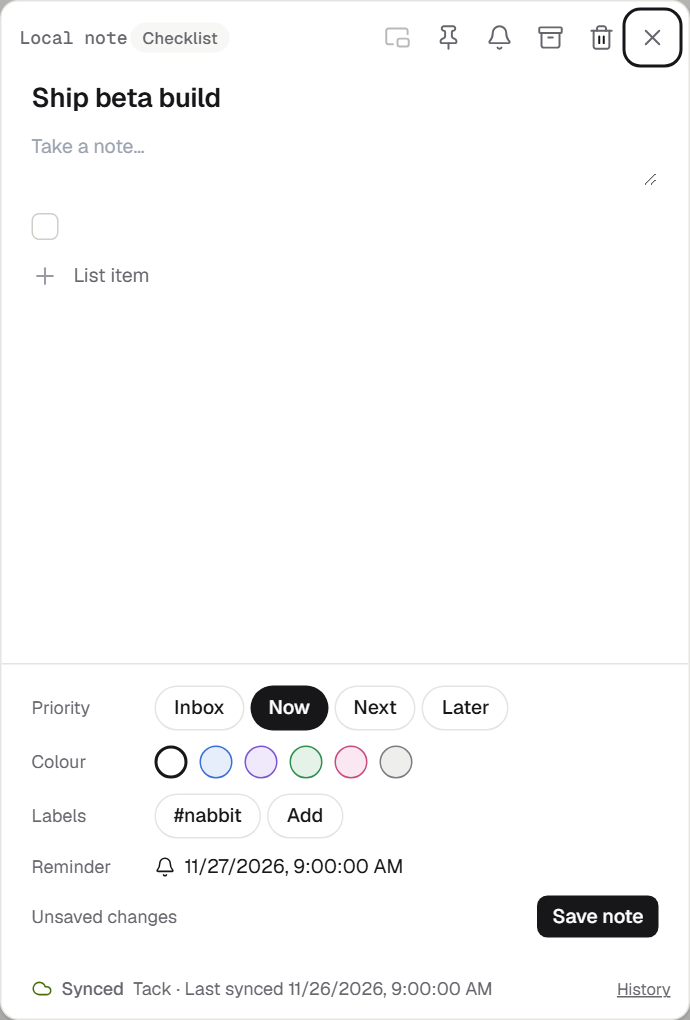 Local note Checklist
Ship beta build
Take a note...
List item
Priority Inbox Now Next Later
Colour
Labels #nabbit Add
Reminder 11/27/2026, 9:00:00 AM
Unsaved changes Save note
Synced Tack · Last synced 11/26/2026, 9:00:00 AM History